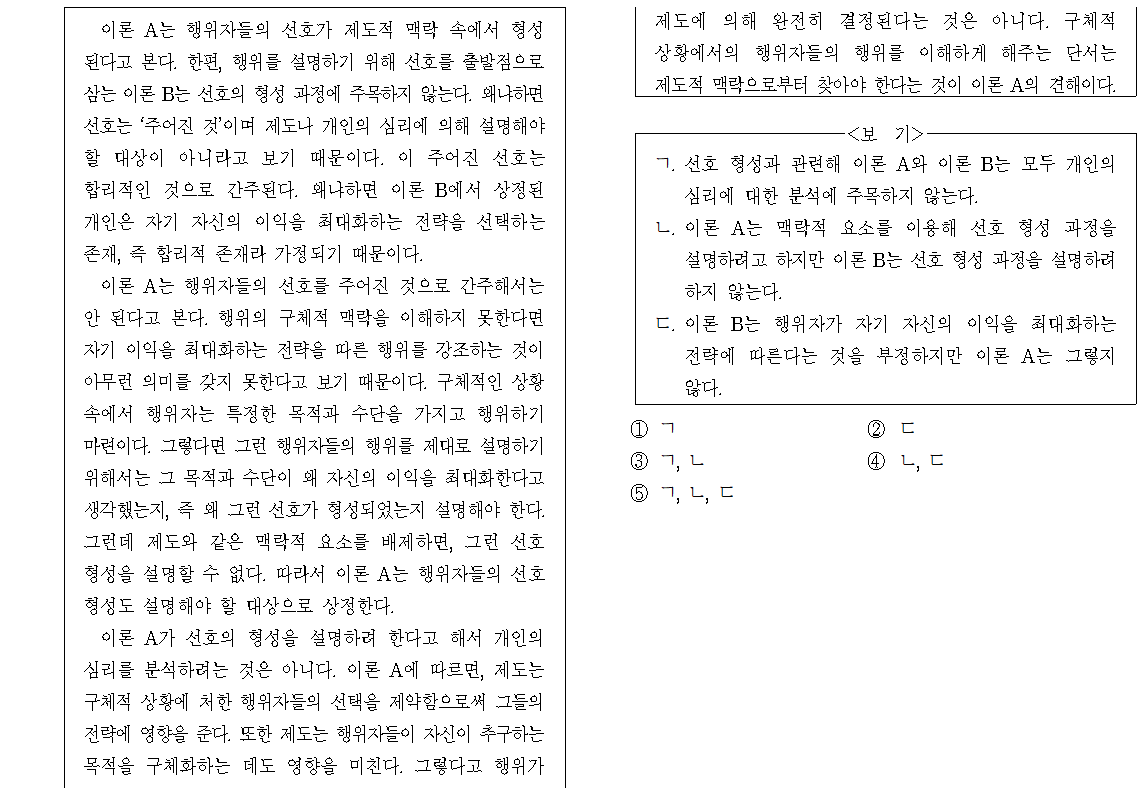 이론 A는 행위자들의 선호가 제도적 맥락 속에서 형성
된다고 본다. 한편, 행위를 설명하기 위해 선호를 출발점으로
삼는 이론 B는 선호의 형성 과정에 주목하지 않는다. 왜냐하면
선호는 ‘주어진 것’이며 제도나 개인의 심리에 의해 설명해야
할 대상이 아니라고 보기 때문이다. 이 주어진 선호는
합리적인 것으로 간주된다. 왜냐하면 이론 B에서 상정된
개인은 자기 자신의 이익을 최대화하는 전략을 선택하는
존재, 즉 합리적 존재라 가정되기 때문이다.
이론 A는 행위자들의 선호를 주어진 것으로 간주해서는
안 된다고 본다. 행위의 구체적 맥락을 이해하지 못한다면
자기 이익을 최대화하는 전략을 따른 행위를 강조하는 것이
아무런 의미를 갖지 못한다고 보기 때문이다. 구체적인 상황
속에서 행위자는 특정한 목적과 수단을 가지고 행위하기
마련이다. 그렇다면 그런 행위자들의 행위를 제대로 설명하기
위해서는 그 목적과 수단이 왜 자신의 이익을 최대화한다고
생각했는지, 즉 왜 그런 선호가 형성되었는지 설명해야 한다.
그런데 제도와 같은 맥락적 요소를 배제하면, 그런 선호
형성을 설명할 수 없다. 따라서 이론 A는 행위자들의 선호
형성도 설명해야 할 대상으로 상정한다.
이론 A가 선호의 형성을 설명하려 한다고 해서 개인의
심리를 분석하려는 것은 아니다. 이론 A에 따르면, 제도는
구체적 상황에 처한 행위자들의 선택을 제약함으로써 그들의
전략에 영향을 준다. 또한 제도는 행위자들이 자신이 추구하는
목적을 구체화하는 데도 영향을 미친다. 그렇다고 행위가
제도에 의해 완전히 결정된다는 것은 아니다. 구체적
상황에서의 행위자들의 행위를 이해하게 해주는 단서는
제도적 맥락으로부터 찾아야 한다는 것이 이론 A의 견해이다.
<보 기>
ㄱ. 선호 형성과 관련해 이론 A와 이론 B는 모두 개인의
심리에 대한 분석에 주목하지 않는다.
ㄴ. 이론 A는 맥락적 요소를 이용해 선호 형성 과정을
설명하려고 하지만 이론 B는 선호 형성 과정을 설명하려
하지 않는다.
ㄷ. 이론 B는 행위자가 자기 자신의 이익을 최대화하는
전략에 따른다는 것을 부정하지만 이론 A는 그렇지
않다.
① ㄱ ② ㄷ
③ ㄱ, ㄴ ④ ㄴ, ㄷ
⑤ ㄱ, ㄴ, ㄷ